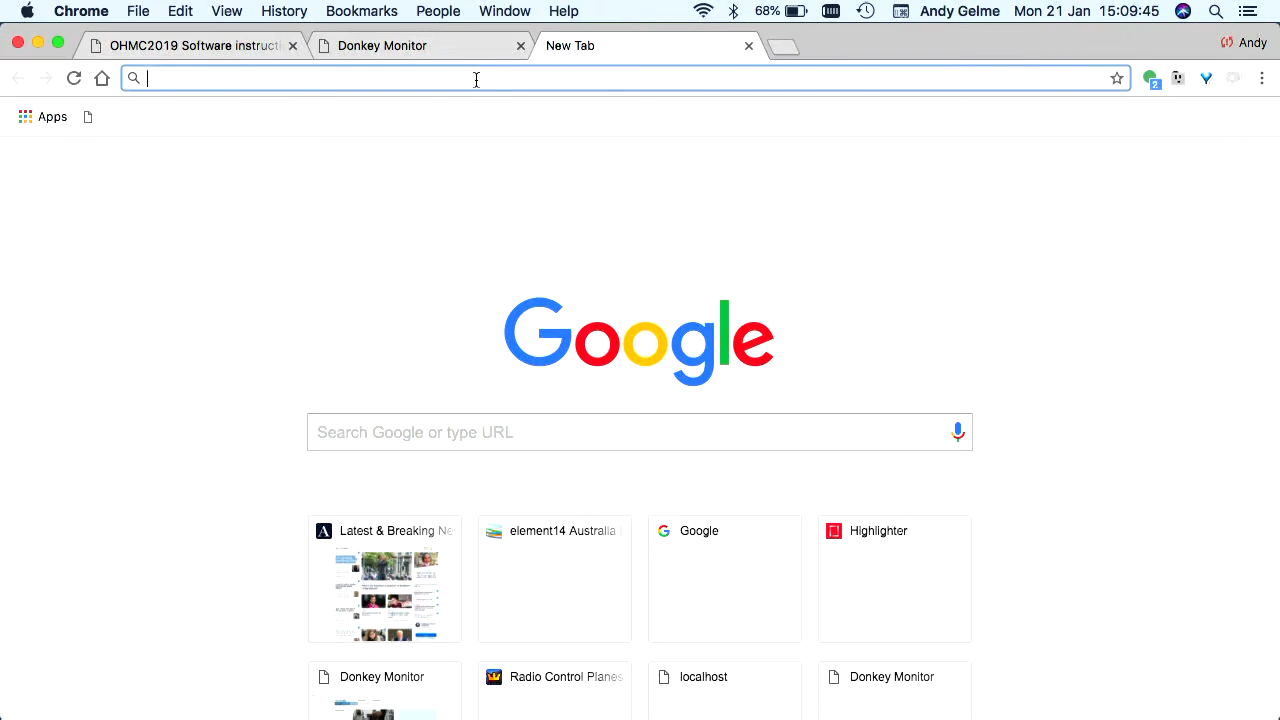 Chrome File Edit View History Bookmarks People Window Help 68% Andy Gelme Mon 21 Jan 15:09:45
OHMC2019 Software instructi Donkey Monitor New Tab Andy
Apps
2
Google
Search Google or type URL
Latest & Breaking Ne element14 Australia Google Highlighter
Donkey Monitor Radio Control Planes localhost Donkey Monitor